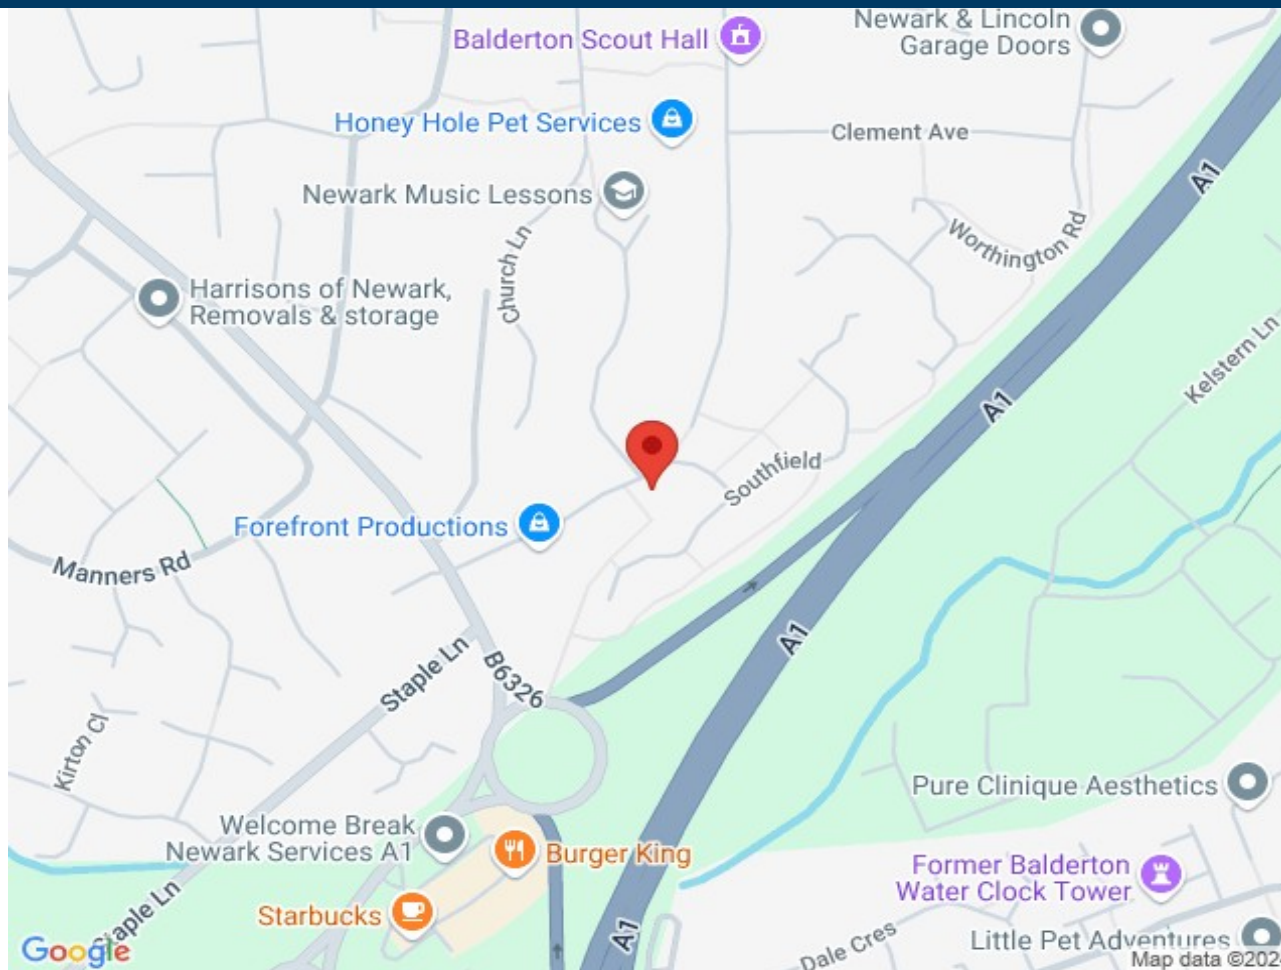 Newark & Lincoln
Garage Doors
Balderton Scout Hall
Honey Hole Pet Services
Clement Ave
A1
Newark Music Lessons
Worthington Rd
Church Ln
Harrisons of Newark,
Removals & storage
Kelstern Ln
A1
Southfield
Forefront Productions
Manners Rd
A1
Staple Ln
B6326
Kirton Cl
Pure Clinique Aesthetics
Welcome Break
Newark Services A1
Burger King
Former Balderton
Water Clock Tower
Starbucks
Staple Ln
A1
Dale Cres
Little Pet Adventures
Google
Map data ©202